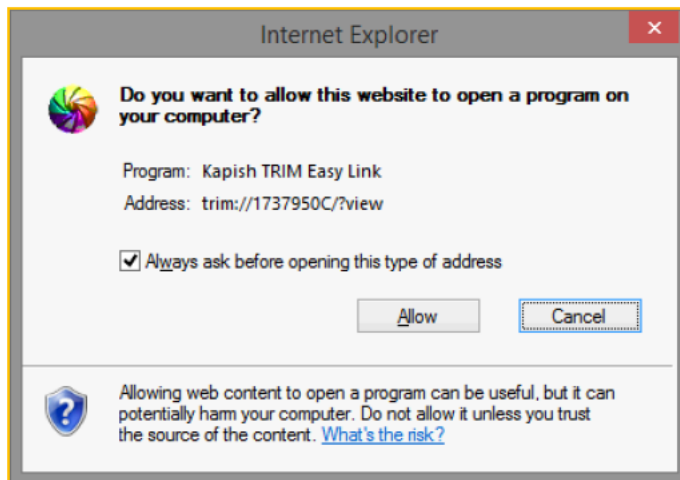 Internet Explorer
Do you want to allow this website to open a program on
your computer?
Program: Kapish TRIM Easy Link
Address: trim://1737950C/?view
Always ask before opening this type of address
Allow Cancel
Allowing web content to open a program can be useful, but it can
potentially harm your computer. Do not allow it unless you trust
the source of the content. What's the risk?